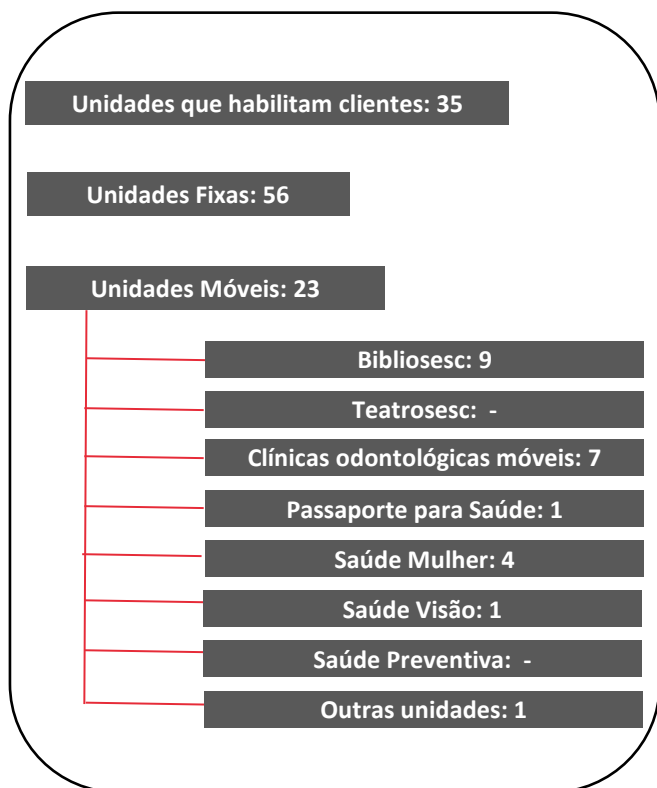 Unidades que habilitam clientes: 35
Unidades Fixas: 56
Unidades Móveis: 23
Bibliosesc: 9
Teatrosesc: -
Clínicas odontológicas móveis: 7
Passaporte para Saúde: 1
Saúde Mulher: 4
Saúde Visão: 1
Saúde Preventiva: -
Outras unidades: 1